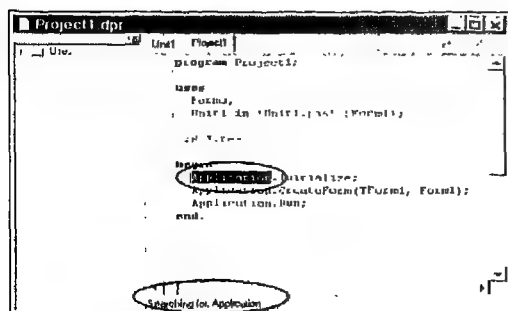 Project1.dpr
Unit1 Project1
program Project1;
uses
Forms,
Unit1 in 'Unit1.pas' {Form1};
begin
Application.Initialize;
Application.CreateForm(TForm1, Form1);
Application.Run;
end.
Searching for: Application